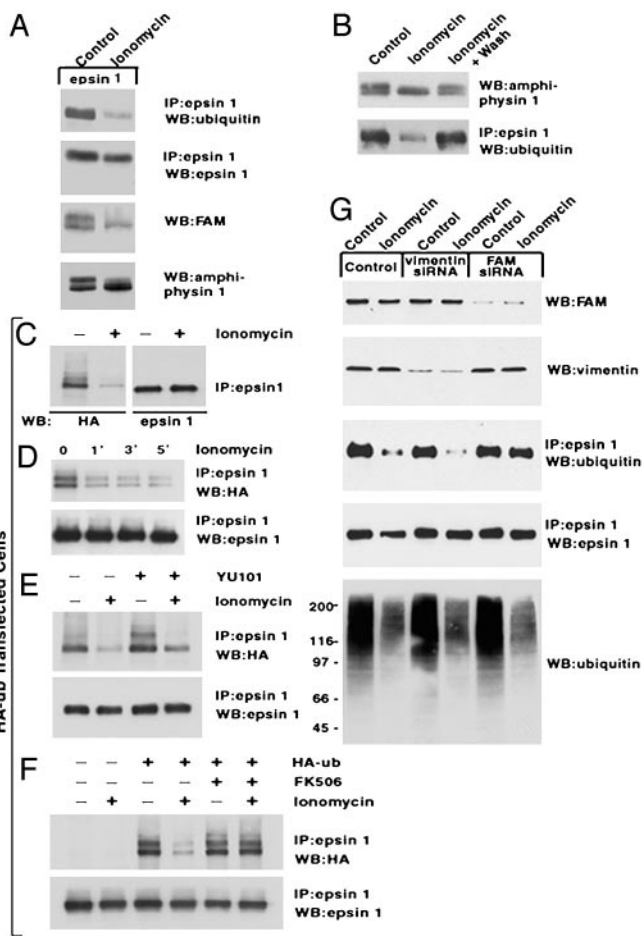 A
Control
Ionomycin
epsin 1
IP:epsin 1
WB:ubiquitin
IP:epsin 1
WB:epsin 1
WB:FAM
WB:amphi-
physin 1
B
Control
Ionomycin
Ionomycin
+ Wash
WB:amphi-
physin 1
IP:epsin 1
WB:ubiquitin
HA-ub Transfected Cells
C
− + Ionomycin
IP:epsin1
WB: HA epsin 1
D
0 1' 3' 5' Ionomycin
IP:epsin 1
WB:HA
IP:epsin 1
WB:epsin 1
E
− − + + YU101
− + − + Ionomycin
IP:epsin 1
WB:HA
IP:epsin 1
WB:epsin 1
F
− − + + + + HA-ub
− − − − + + FK506
− + − + − + Ionomycin
IP:epsin 1
WB:HA
IP:epsin 1
WB:epsin 1
G
Control
Ionomycin
Control
Ionomycin
Control
Ionomycin
Control
vimentin
siRNA
FAM
siRNA
WB:FAM
WB:vimentin
IP:epsin 1
WB:ubiquitin
IP:epsin 1
WB:epsin 1
200-
116-
97-
66-
45-
WB:ubiquitin